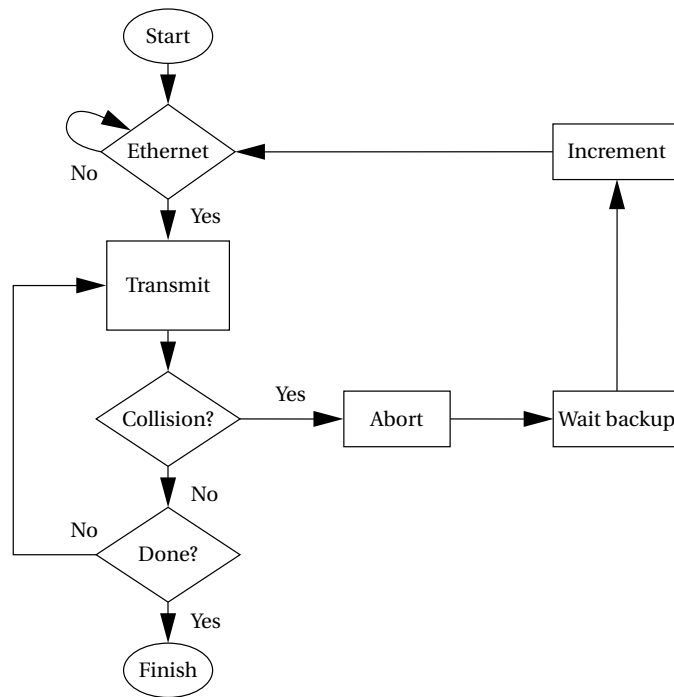 Start
Ethernet
Increment
No
Yes
Transmit
Yes
Collision?
Abort
Wait backup
No
No
Done?
Yes
Finish